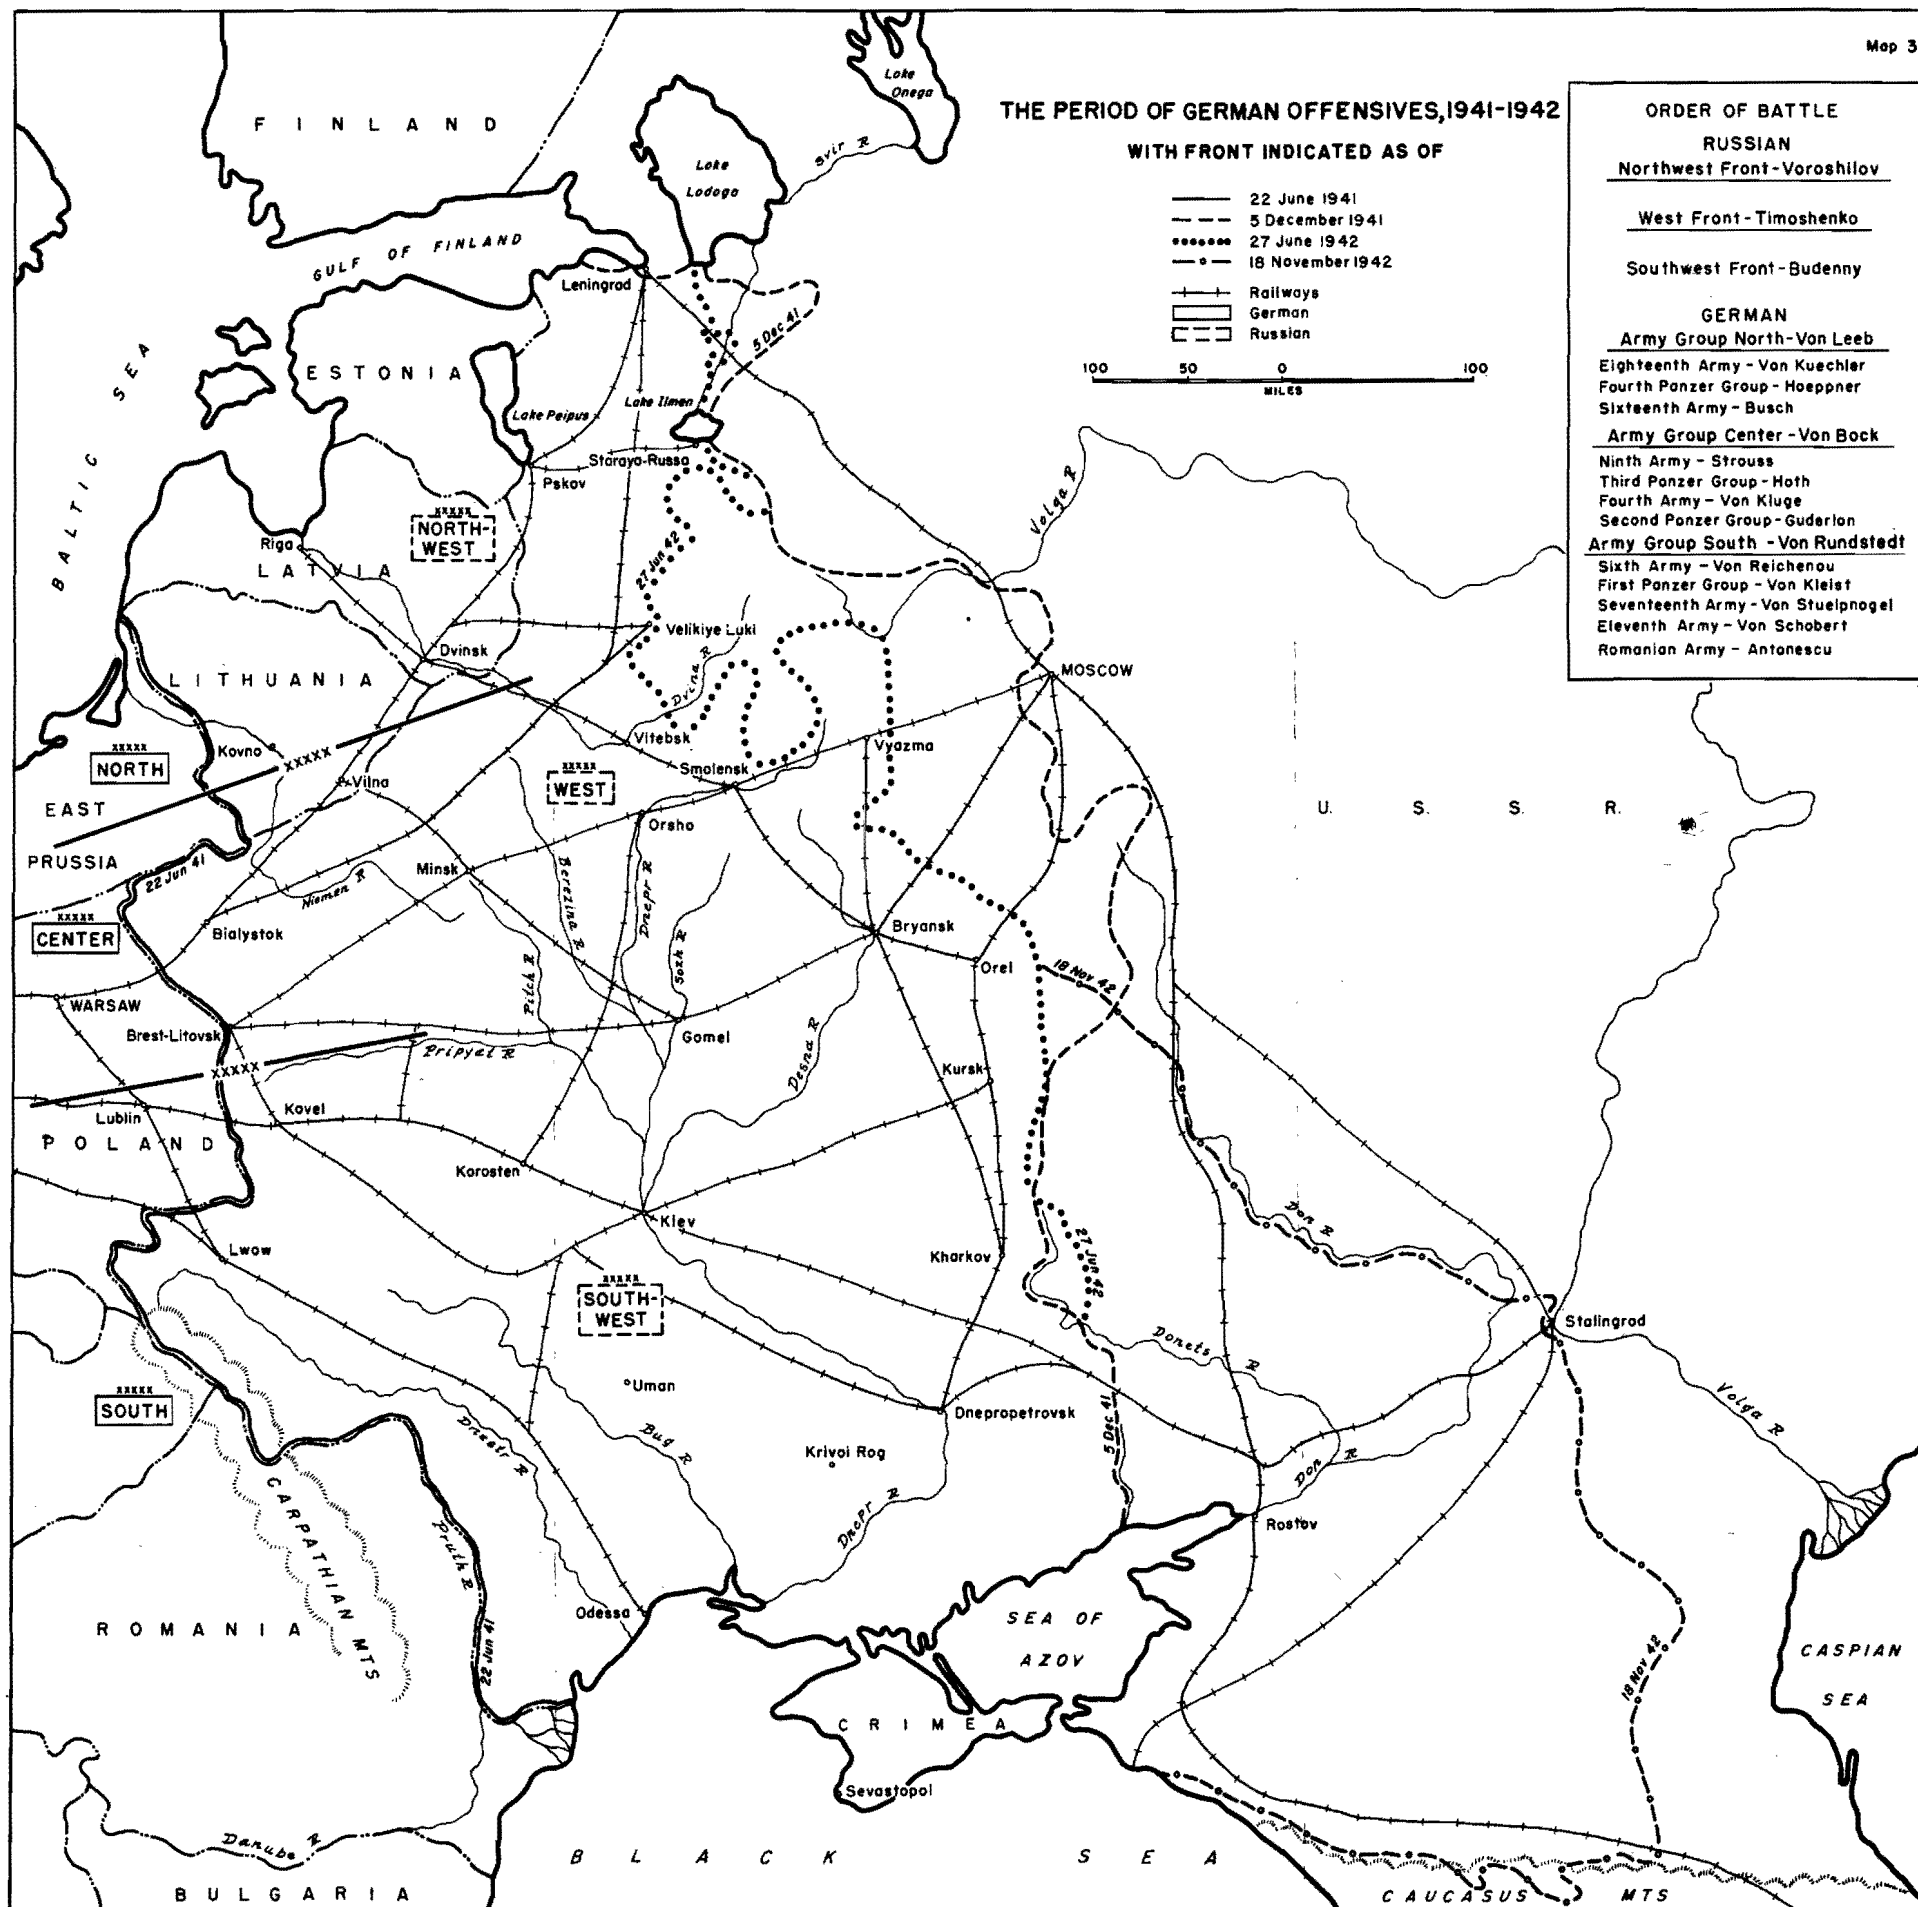 Map 3
THE PERIOD OF GERMAN OFFENSIVES, 1941-1942
WITH FRONT INDICATED AS OF
22 June 1941
5 December 1941
27 June 1942
18 November 1942
Railways
German
Russian
100 50 0 100
MILES
ORDER OF BATTLE
RUSSIAN
Northwest Front-Voroshilov
West Front-Timoshenko
Southwest Front-Budenny
GERMAN
Army Group North-Von Leeb
Eighteenth Army - Von Kuechler
Fourth Panzer Group - Hoeppner
Sixteenth Army - Busch
Army Group Center - Von Bock
Ninth Army - Strauss
Third Panzer Group - Hoth
Fourth Army - Von Kluge
Second Panzer Group - Guderian
Army Group South - Von Rundstedt
Sixth Army - Von Reichenau
First Panzer Group - Von Kleist
Seventeenth Army - Von Stuelpnagel
Eleventh Army - Von Schobert
Romanian Army - Antonescu
FINLAND
Lake
Onega
Lake
Ladoga
Svir R
GULF OF FINLAND
Leningrad
5 Dec 41
BALTIC SEA
ESTONIA
Lake Peipus
Lake Ilmen
Staraya-Russa
Pskov
Volga R
XXXXX
NORTH-
WEST
Riga
LATVIA
27 Jun 42
Velikiye Luki
Dvinsk
MOSCOW
LITHUANIA
Dvina R
Vitebsk
Vyazma
Kovno
XXXXX
XXXXX
NORTH
Vilna
XXXXX
WEST
Smolensk
EAST
PRUSSIA
U. S. S. R.
Orsha
22 Jun 41
Minsk
Niemen R
Berezina R
Dnepr R
XXXXX
CENTER
Bialystok
Sozh R
Bryansk
Orel
18 Nov 42
Ptich R
WARSAW
Brest-Litovsk
XXXXX
Pripyat R
Gomel
Desna R
Kursk
Lublin
Kovel
POLAND
Korosten
Kiev
Don R
Lwow
Kharkov
27 Jun 42
XXXXX
SOUTH-
WEST
Stalingrad
Donets R
Uman
XXXXX
SOUTH
Dnepropetrovsk
5 Dec 41
Volga R
Dnestr R
Bug R
Krivoi Rog
Don R
CARPATHIAN MTS
Dnepr R
Rostov
Pruth R
Odessa
SEA OF
AZOV
ROMANIA
22 Jun 41
18 Nov 42
CASPIAN
SEA
CRIMEA
Sevastopol
Danube R
BLACK SEA
BULGARIA
CAUCASUS MTS